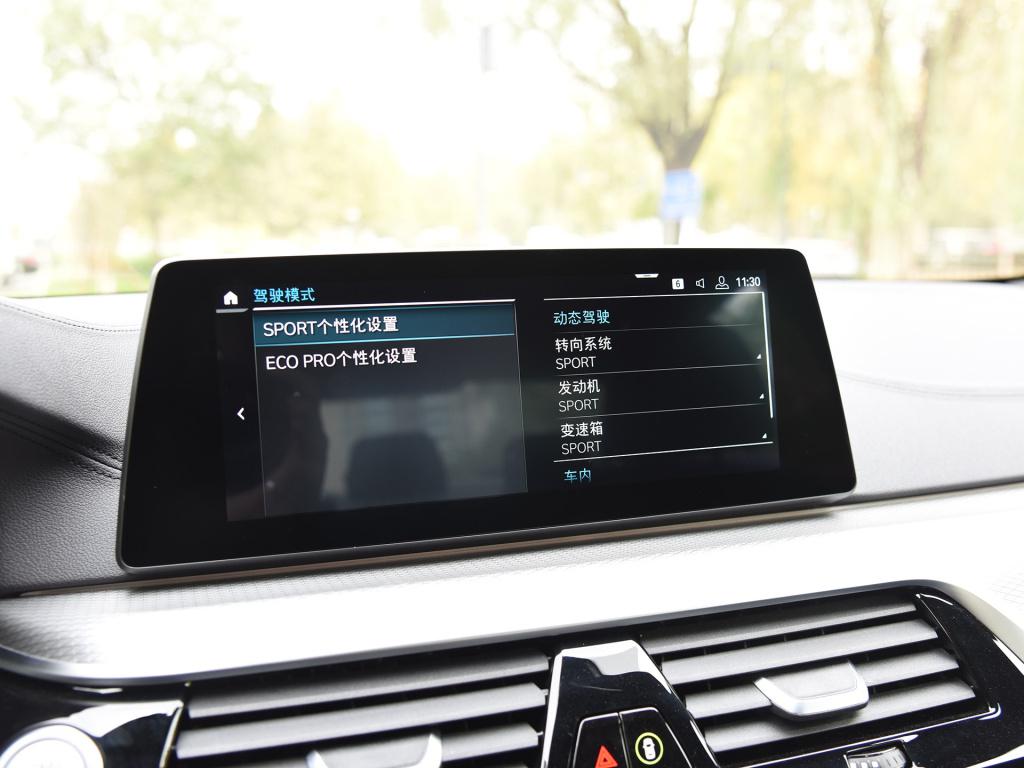 驾驶模式
6
11:30
SPORT个性化设置
ECO PRO个性化设置
动态驾驶
转向系统
SPORT
发动机
SPORT
变速箱
SPORT
车内